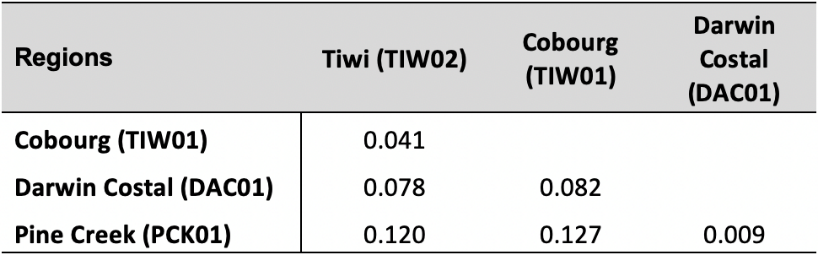 Regions Tiwi (TIW02) Cobourg (TIW01) Darwin Costal (DAC01)
Cobourg (TIW01) 0.041
Darwin Costal (DAC01) 0.078 0.082
Pine Creek (PCK01) 0.120 0.127 0.009